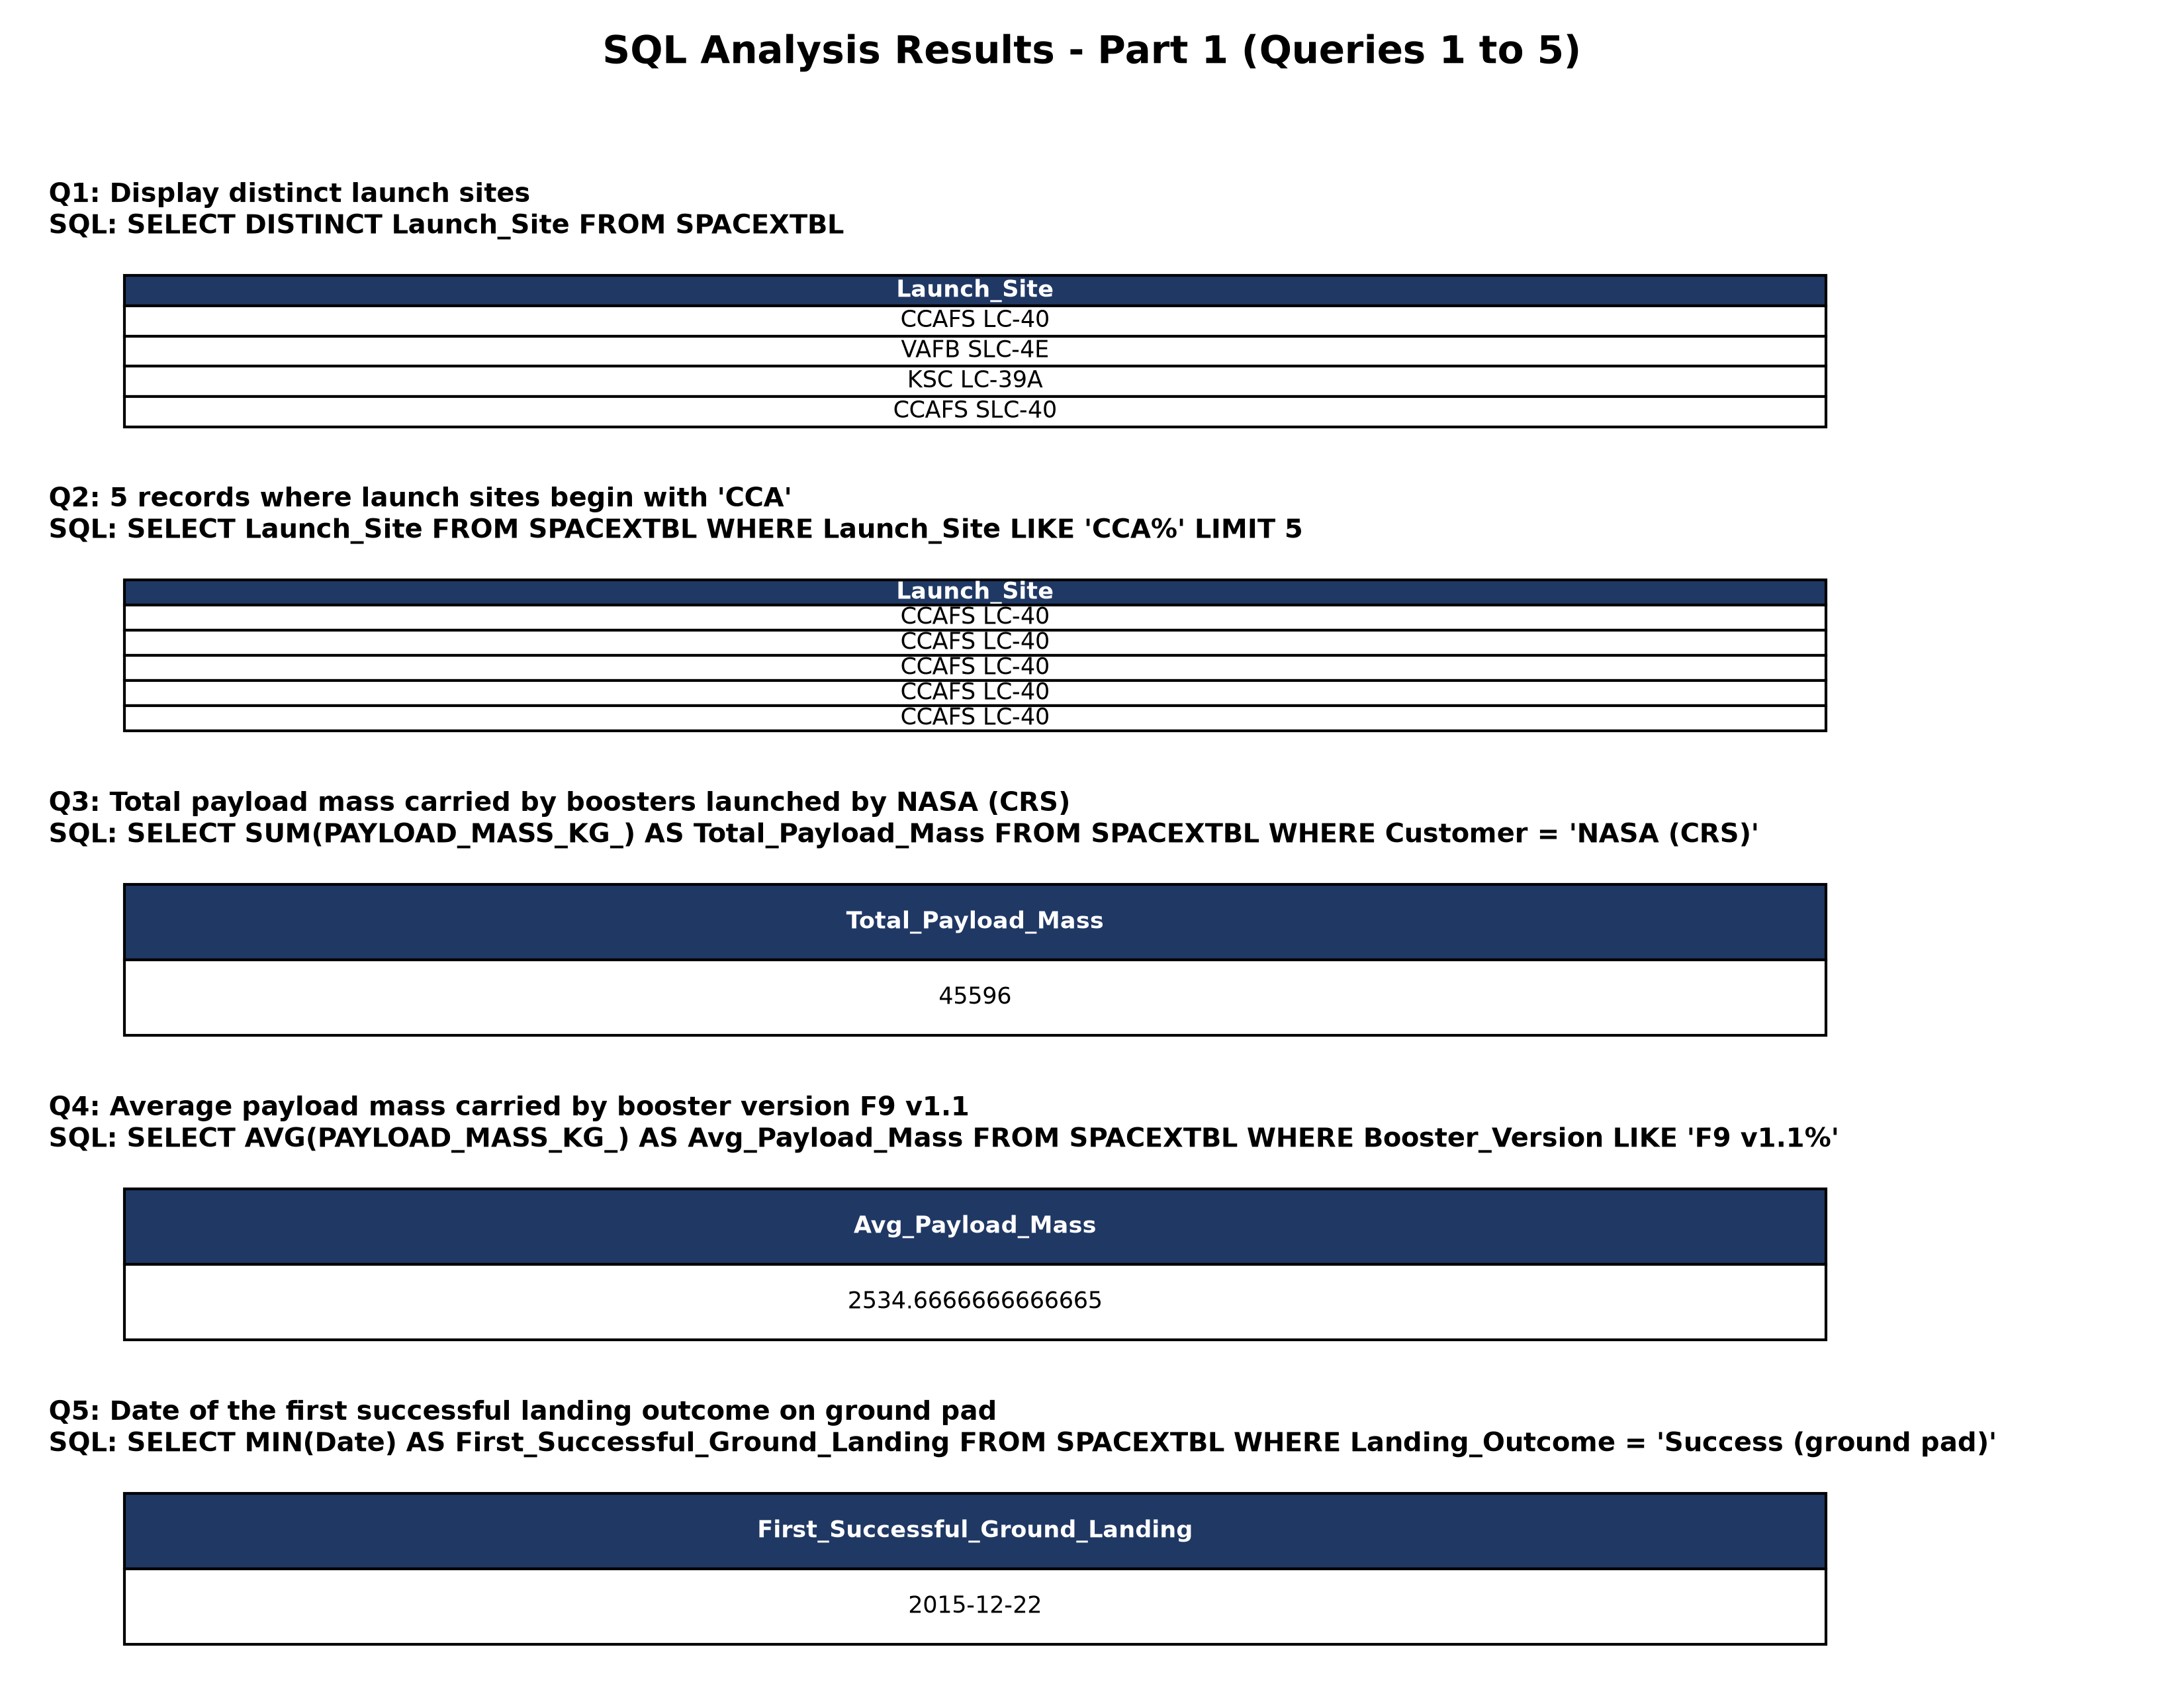 SQL Analysis Results - Part 1 (Queries 1 to 5)
Q1: Display distinct launch sites
SQL: SELECT DISTINCT Launch_Site FROM SPACEXTBL
Launch_Site
CCAFS LC-40
VAFB SLC-4E
KSC LC-39A
CCAFS SLC-40
Q2: 5 records where launch sites begin with 'CCA'
SQL: SELECT Launch_Site FROM SPACEXTBL WHERE Launch_Site LIKE 'CCA%' LIMIT 5
Launch_Site
CCAFS LC-40
CCAFS LC-40
CCAFS LC-40
CCAFS LC-40
CCAFS LC-40
Q3: Total payload mass carried by boosters launched by NASA (CRS)
SQL: SELECT SUM(PAYLOAD_MASS_KG_) AS Total_Payload_Mass FROM SPACEXTBL WHERE Customer = 'NASA (CRS)'
Total_Payload_Mass
45596
Q4: Average payload mass carried by booster version F9 v1.1
SQL: SELECT AVG(PAYLOAD_MASS_KG_) AS Avg_Payload_Mass FROM SPACEXTBL WHERE Booster_Version LIKE 'F9 v1.1%'
Avg_Payload_Mass
2534.6666666666665
Q5: Date of the first successful landing outcome on ground pad
SQL: SELECT MIN(Date) AS First_Successful_Ground_Landing FROM SPACEXTBL WHERE Landing_Outcome = 'Success (ground pad)'
First_Successful_Ground_Landing
2015-12-22